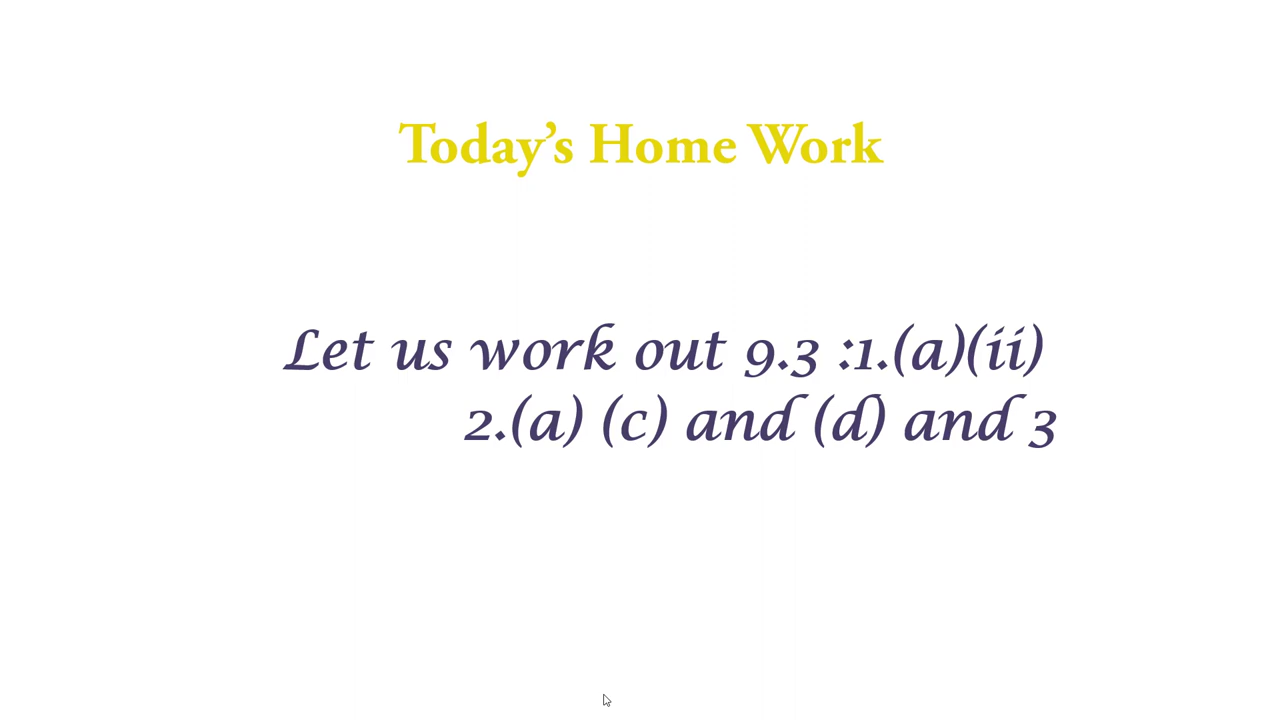 Today’s Home Work
Let us work out 9.3 :1.(a)(ii)
2.(a) (c) and (d) and 3